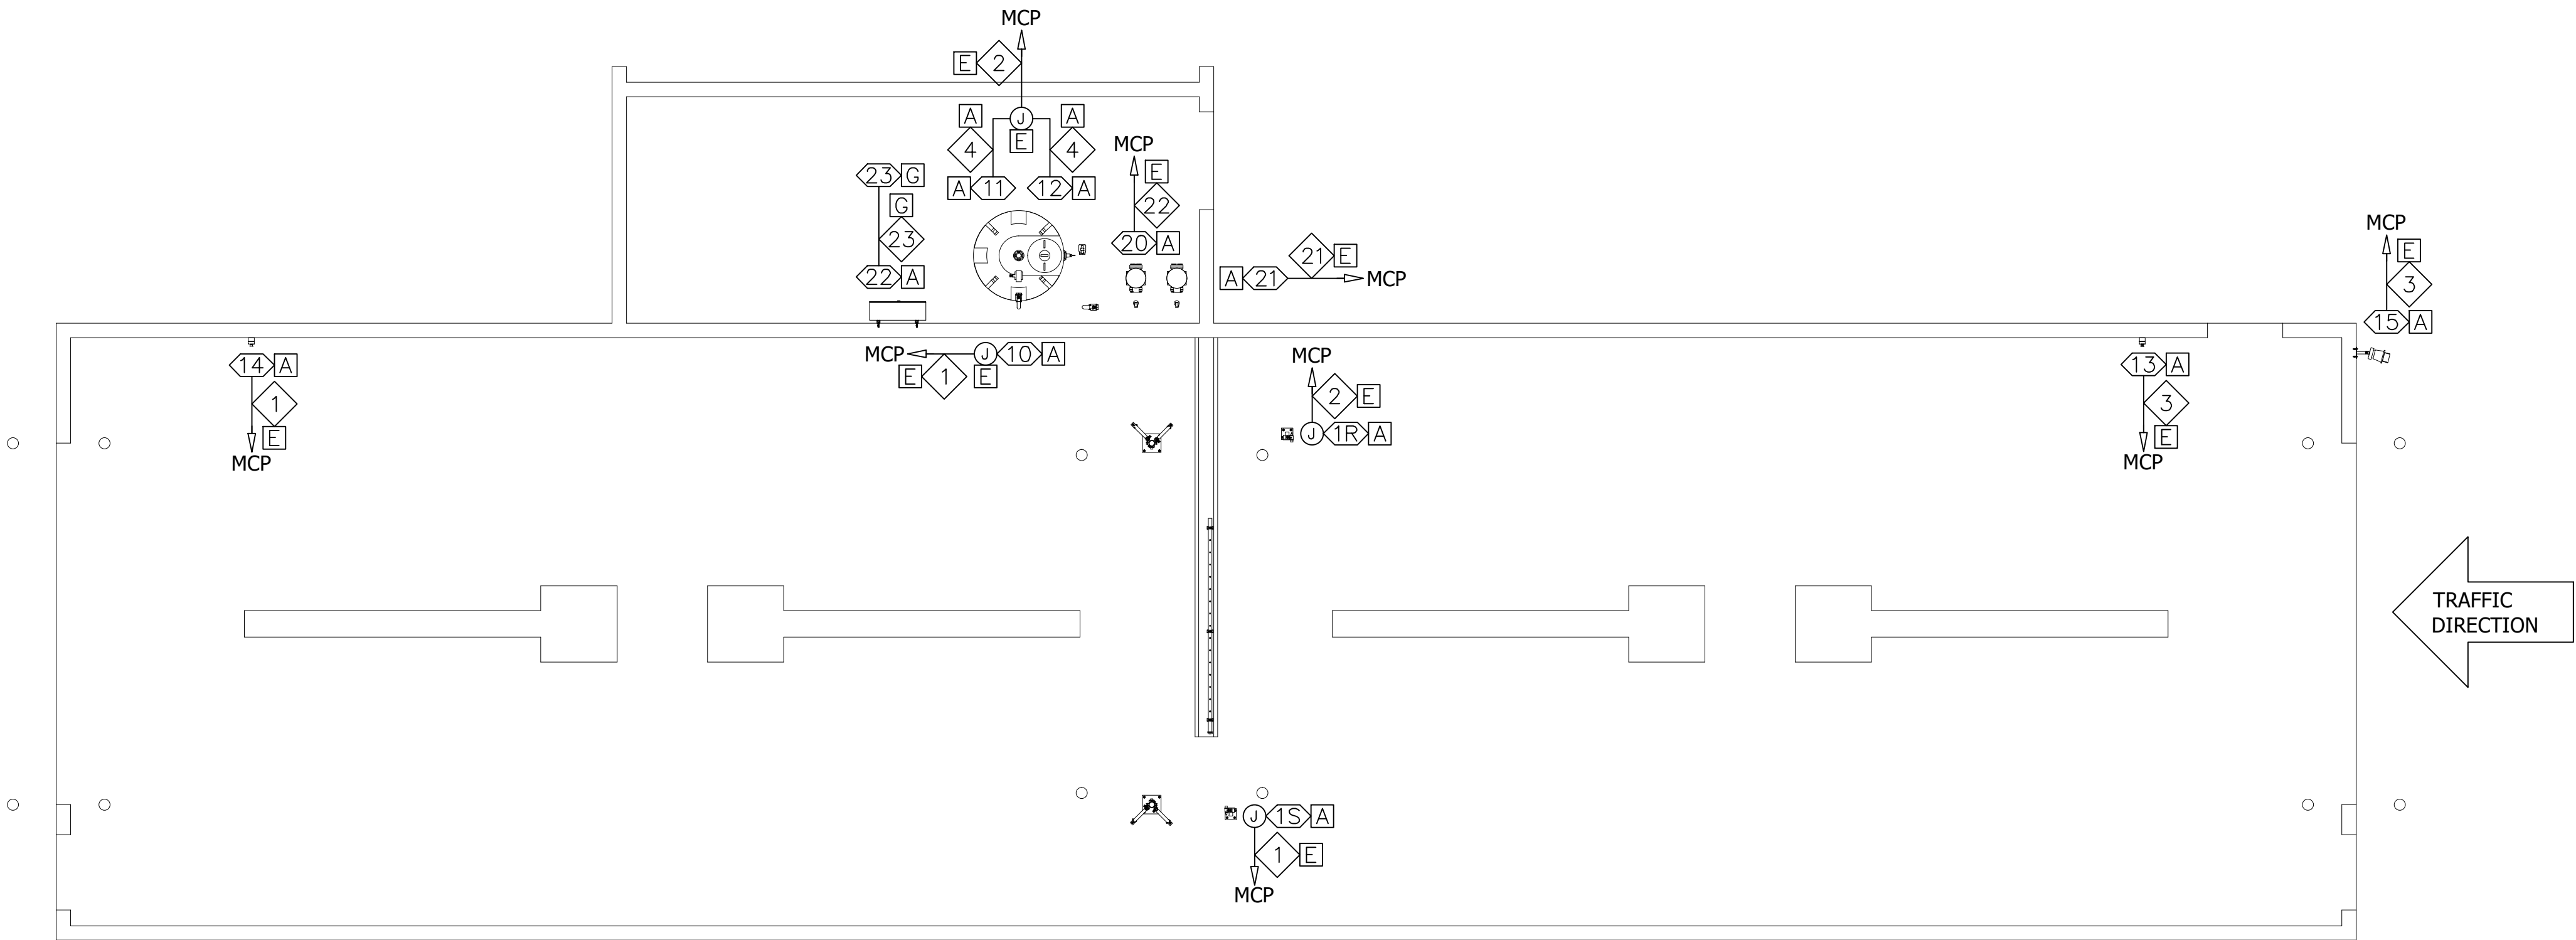 MCP
E 2
A A
J
4 E 4
MCP
23 G
E
A 11
12 A
G
22
MCP
23
20 A
E
21 E
22 A
A 21 MCP
3
15 A
MCP J 10 A
E 1 E
MCP
14 A
13 A
1
2 E
3
E
J 1R A
E
MCP
MCP
TRAFFIC
DIRECTION
J 1S A
1 E
MCP